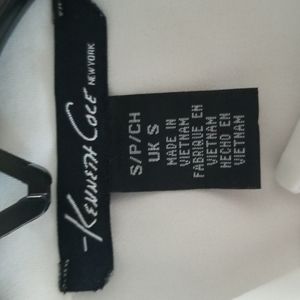 KENNETH COLE NEW YORK
S/P/CH
UK S
MADE IN
VIETNAM
FABRIQUÉ EN
VIETNAM
HECHO EN
VIETNAM